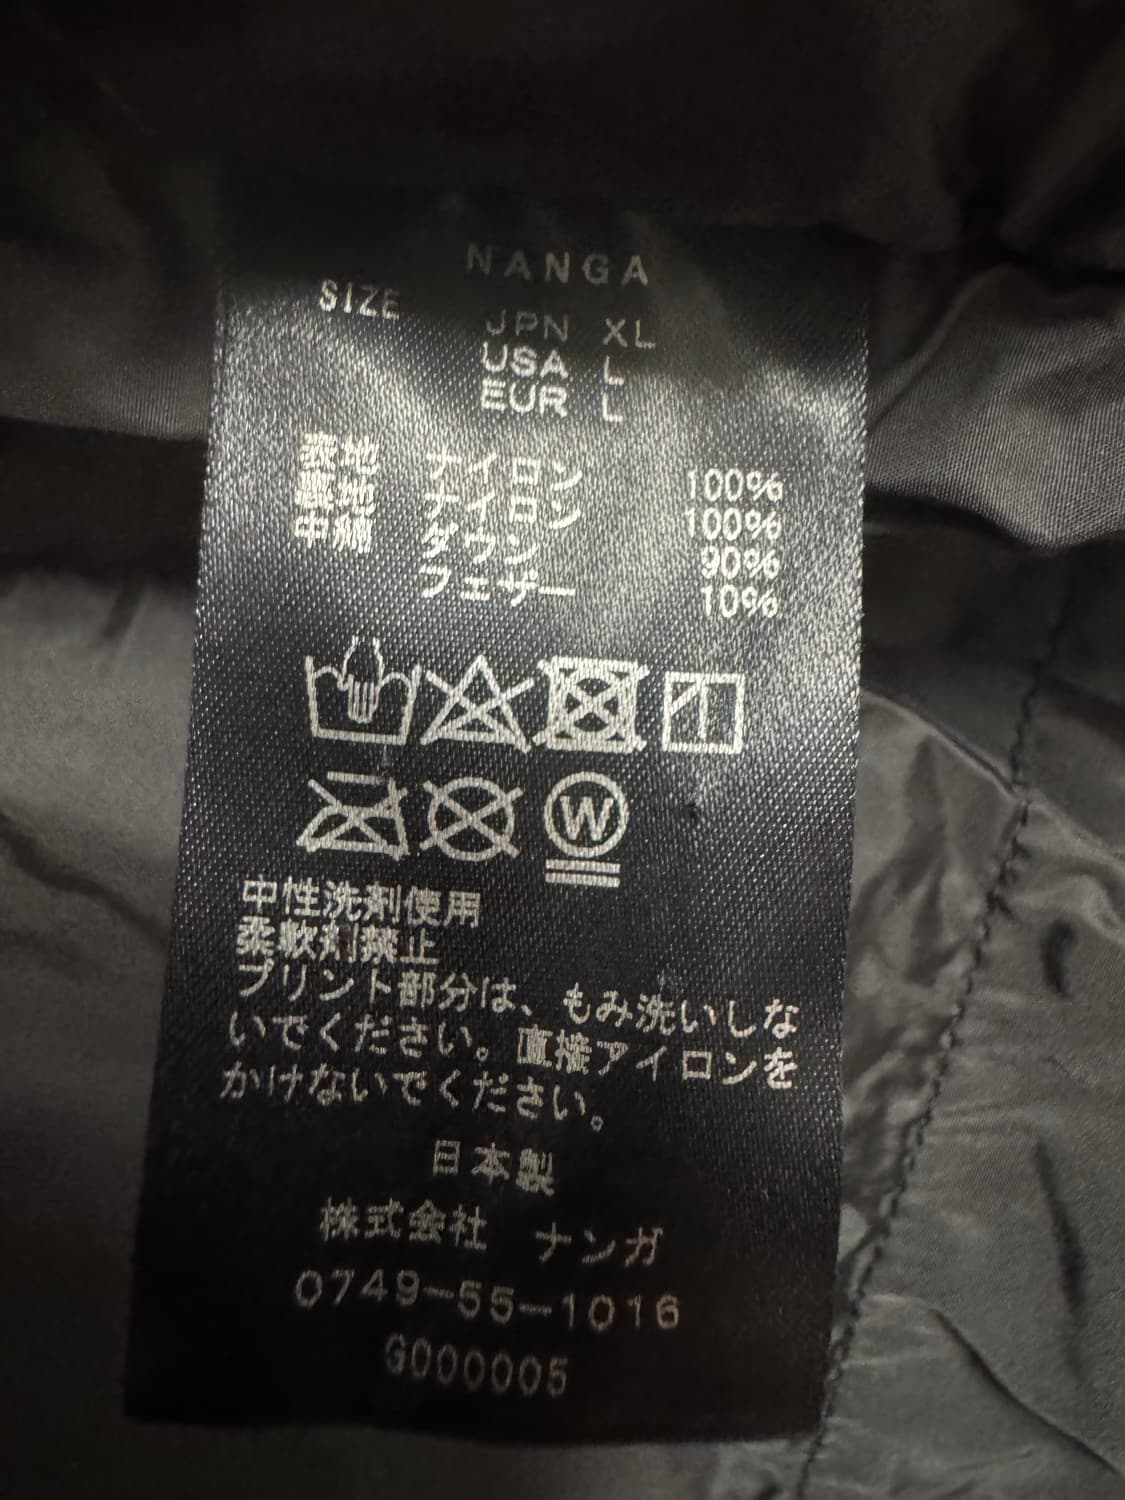 NANGA
SIZE JPN XL
USA L
EUR L
表地 ナイロン 100%
裏地 ナイロン 100%
中綿 ダウン 90%
フェザー 10%
W
中性洗剤使用
柔軟剤禁止
プリント部分は、もみ洗いしな
いでください。直接アイロンを
かけないでください。
日本製
株式会社 ナンガ
0749-55-1016
G000005